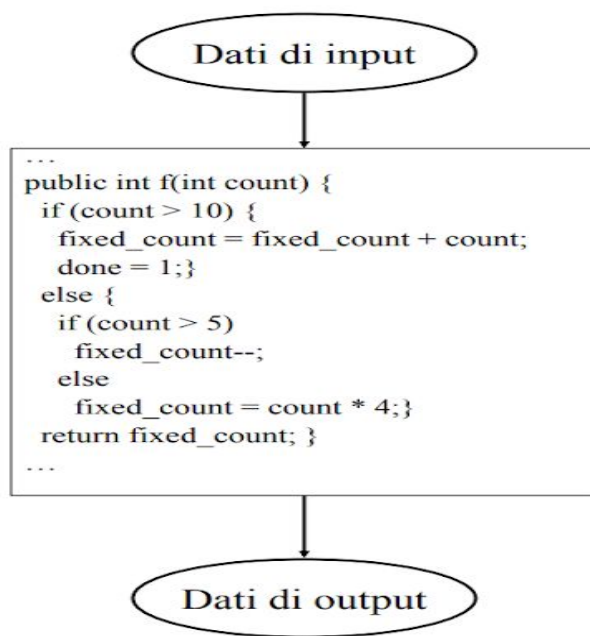 Dati di input
...
public int f(int count) {
if (count > 10) {
fixed_count = fixed_count + count;
done = 1;}
else {
if (count > 5)
fixed_count--;
else
fixed_count = count * 4;}
return fixed_count; }
...
Dati di output